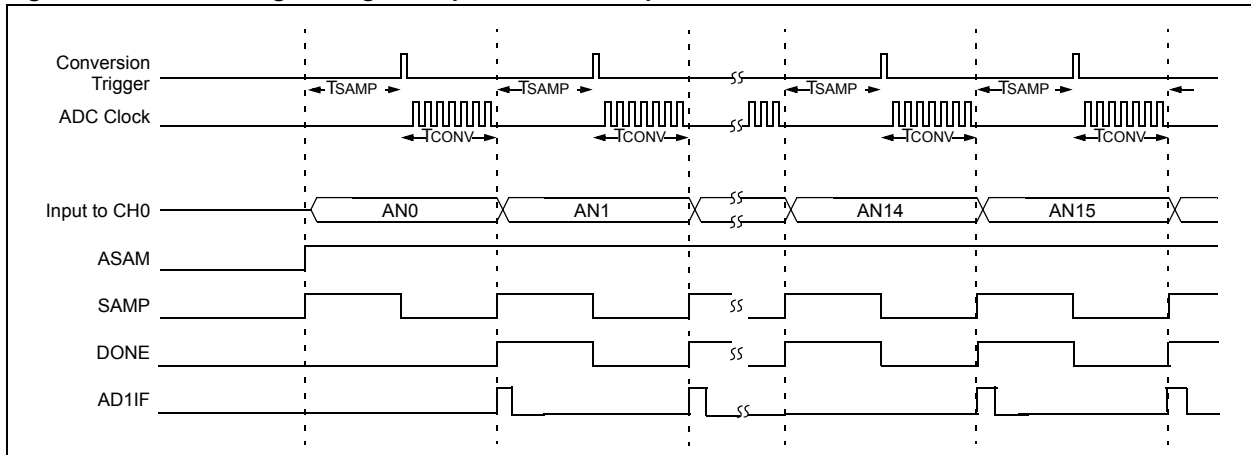 Conversion
Trigger
TSAMP TSAMP TSAMP TSAMP
ADC Clock
TCONV TCONV TCONV TCONV
Input to CH0 AN0 AN1 AN14 AN15
ASAM
SAMP
DONE
AD1IF